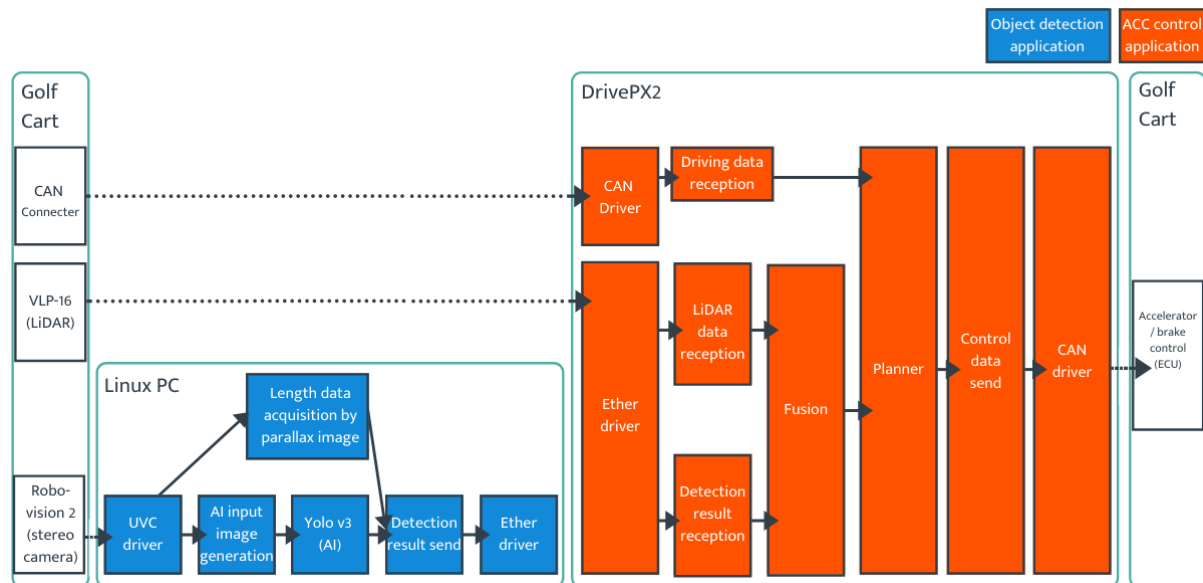 Object detection
application
ACC control
application
Golf
Cart
CAN
Connecter
VLP-16
(LiDAR)
Robo-
vision 2
(stereo
camera)
Linux PC
Length data
acquisition by
parallax image
UVC
driver
AI input
image
generation
Yolo v3
(AI)
Detection
result send
Ether
driver
DrivePX2
CAN
Driver
Driving data
reception
Ether
driver
LiDAR
data
reception
Detection
result
reception
Fusion
Planner
Control
data
send
CAN
driver
Golf
Cart
Accelerator
/ brake
control
(ECU)